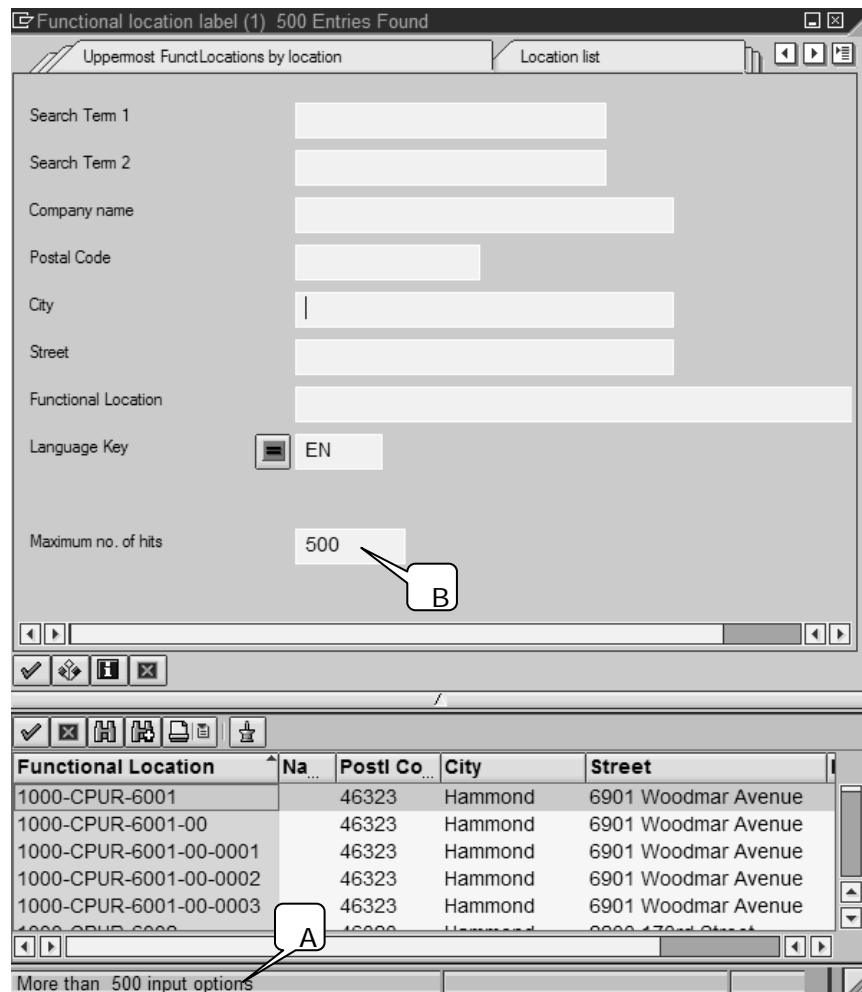 Functional location label (1) 500 Entries Found
Uppermost FunctLocations by location Location list
Search Term 1
Search Term 2
Company name
Postal Code
City
Street
Functional Location
Language Key EN
Maximum no. of hits 500
B
Functional Location Na... Postl Co... City Street
1000-CPUR-6001 46323 Hammond 6901 Woodmar Avenue
1000-CPUR-6001-00 46323 Hammond 6901 Woodmar Avenue
1000-CPUR-6001-00-0001 46323 Hammond 6901 Woodmar Avenue
1000-CPUR-6001-00-0002 46323 Hammond 6901 Woodmar Avenue
1000-CPUR-6001-00-0003 46323 Hammond 6901 Woodmar Avenue
A
More than 500 input options